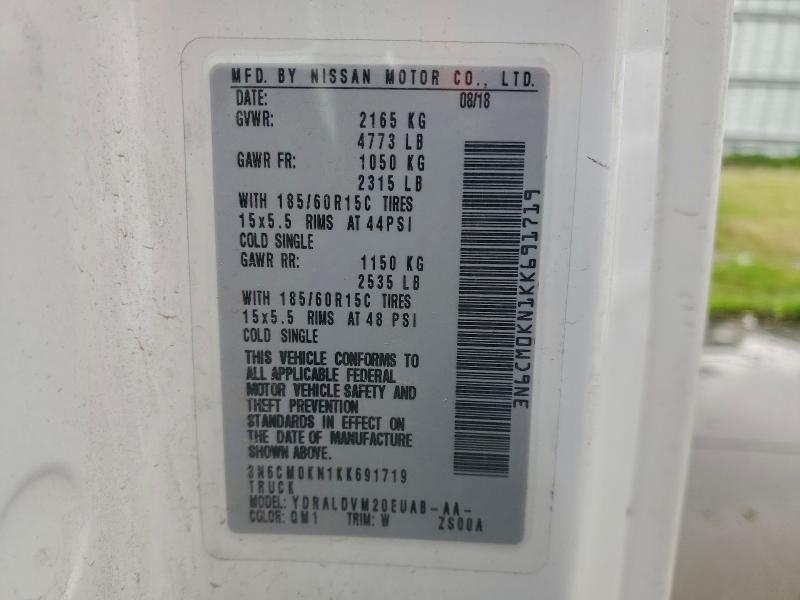 MFD. BY NISSAN MOTOR CO., LTD.
DATE: 08/18
GVWR: 2165 KG
4773 LB
GAWR FR: 1050 KG
2315 LB
WITH 185/60R15C TIRES
15x5.5 RIMS AT 44PSI
COLD SINGLE
GAWR RR: 1150 KG
2535 LB
WITH 185/60R15C TIRES
15x5.5 RIMS AT 48 PSI
COLD SINGLE
THIS VEHICLE CONFORMS TO
ALL APPLICABLE FEDERAL
MOTOR VEHICLE SAFETY AND
THEFT PREVENTION
STANDARDS IN EFFECT ON
THE DATE OF MANUFACTURE
SHOWN ABOVE.
3N6CM0KN1KK691719
TRUCK
MODEL: YDRALDVM20EUAB-AA-
COLOR: QM1 TRIM: W ZS00A
3N6CM0KN1KK691719